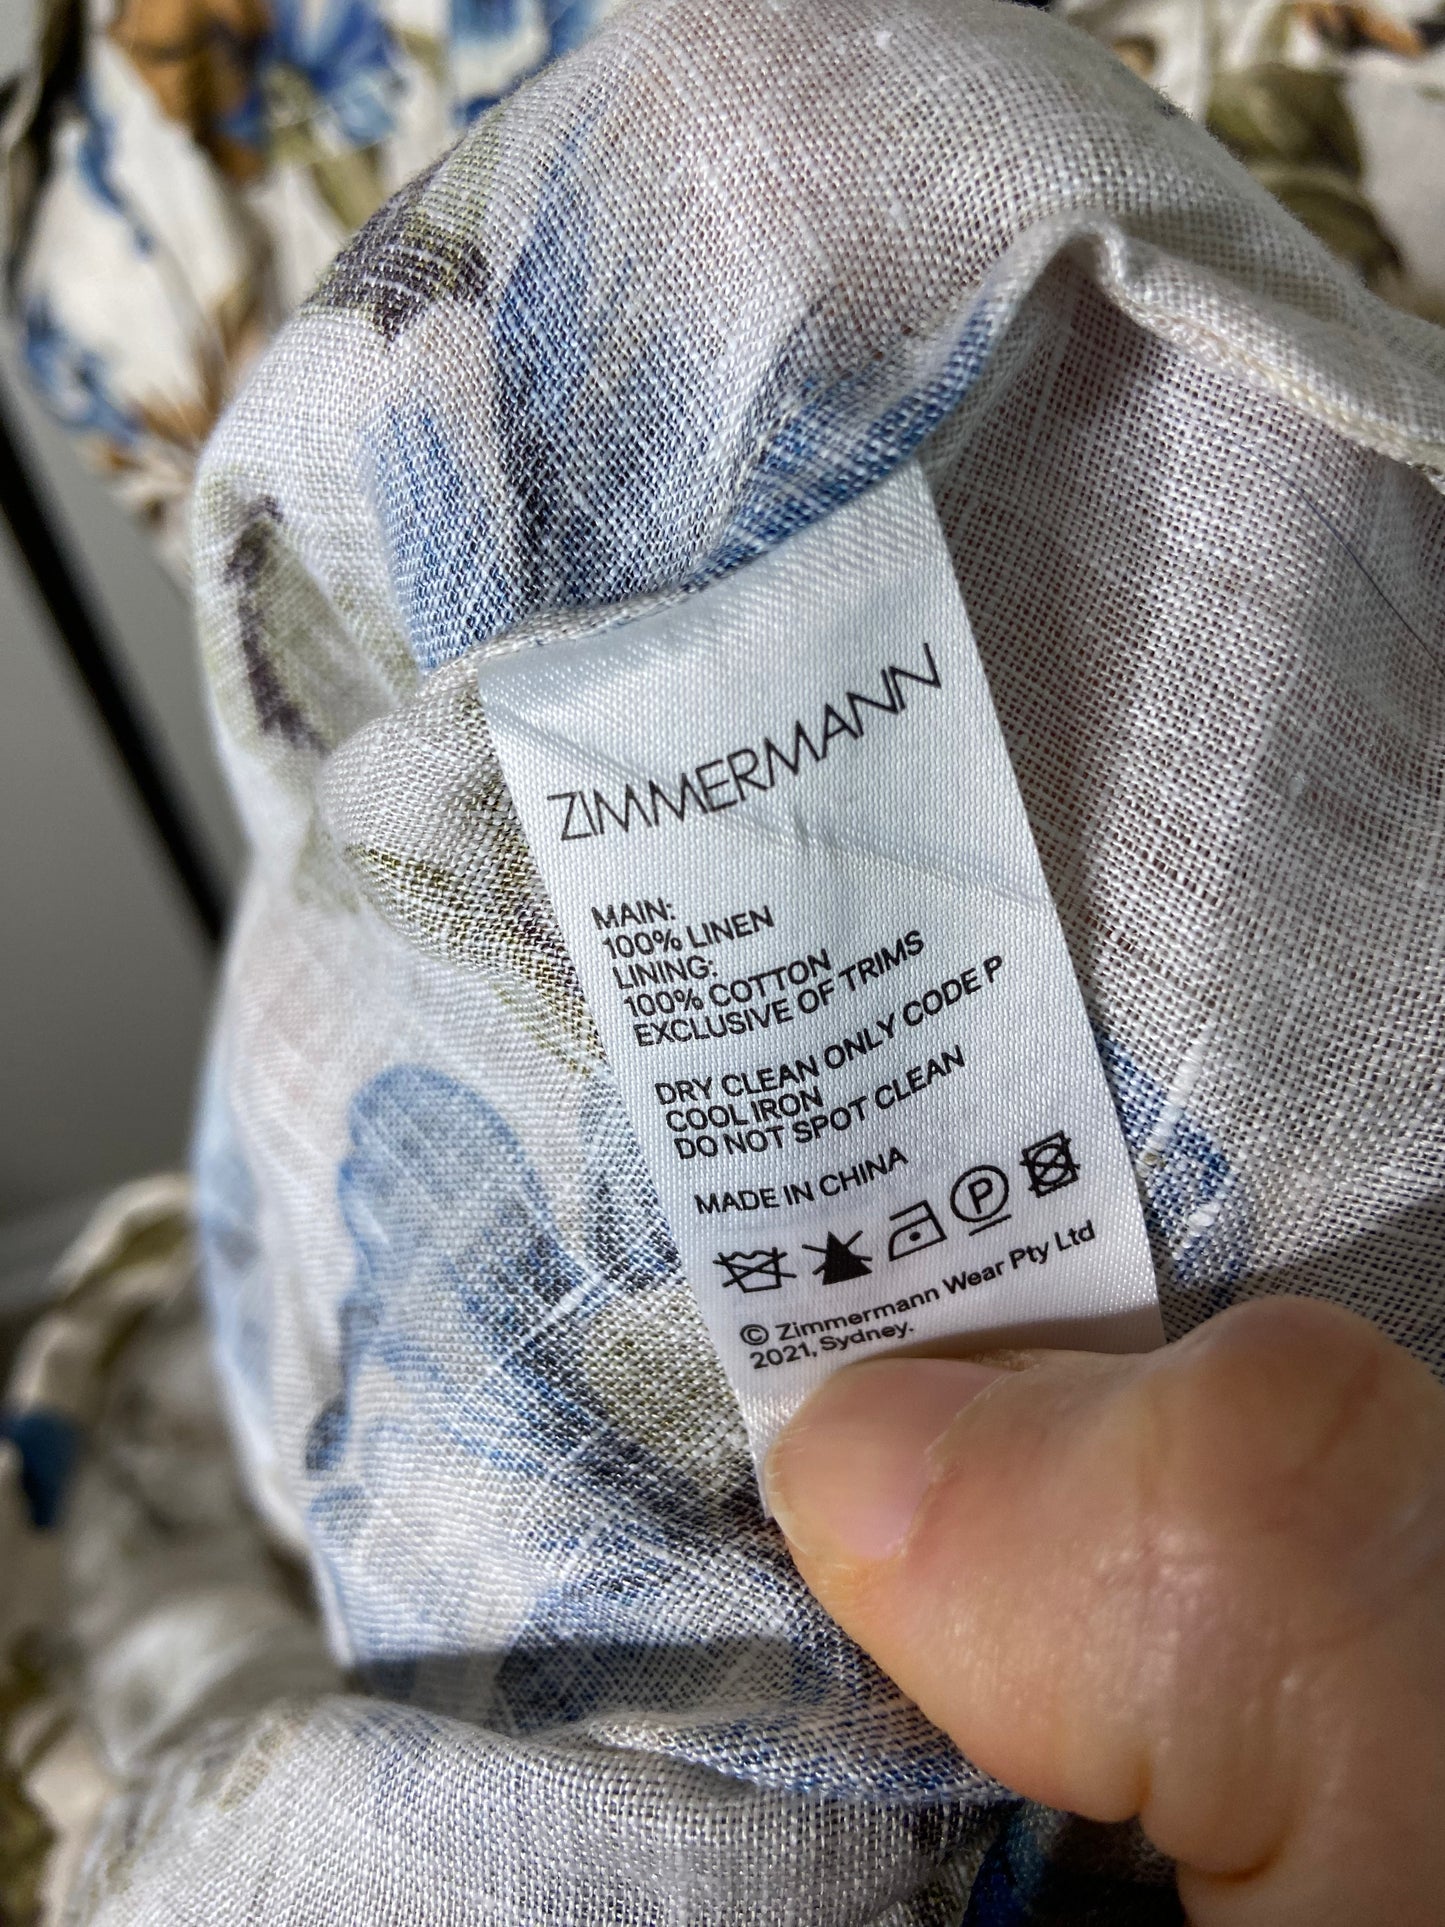 ZIMMERMANN
MAIN:
100% LINEN
LINING:
100% COTTON
EXCLUSIVE OF TRIMS
DRY CLEAN ONLY CODE P
COOL IRON
DO NOT SPOT CLEAN
MADE IN CHINA
P
© Zimmermann Wear Pty Ltd
2021, Sydney.